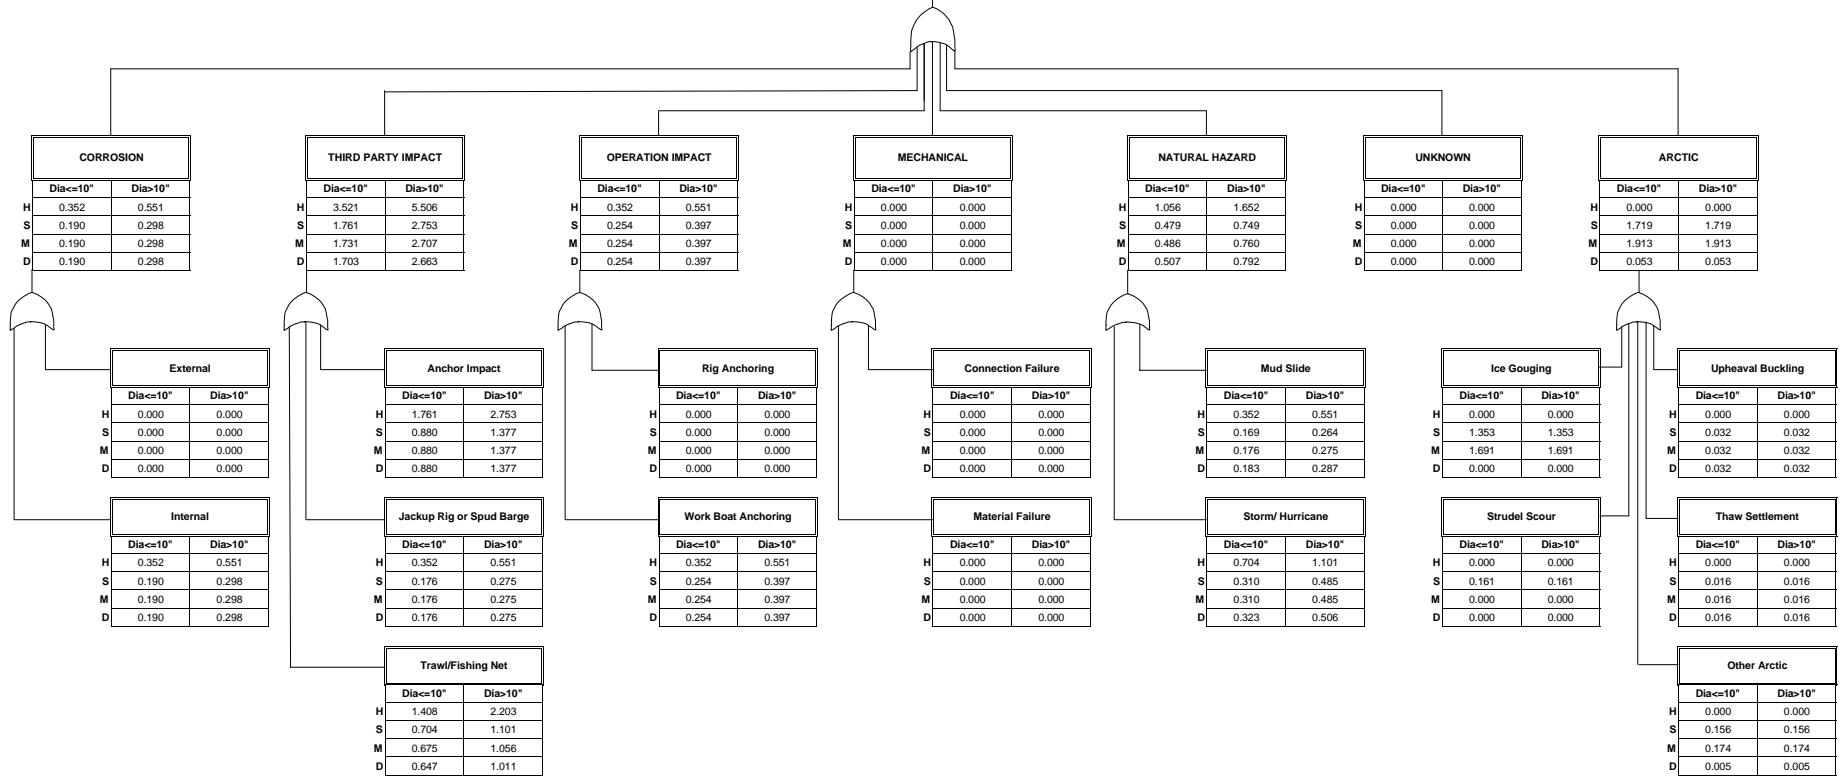 CORROSION
Dia<=10" Dia>10"
H 0.352 0.551
S 0.190 0.298
M 0.190 0.298
D 0.190 0.298
THIRD PARTY IMPACT
Dia<=10" Dia>10"
H 3.521 5.506
S 1.761 2.753
M 1.731 2.707
D 1.703 2.663
OPERATION IMPACT
Dia<=10" Dia>10"
H 0.352 0.551
S 0.254 0.397
M 0.254 0.397
D 0.254 0.397
MECHANICAL
Dia<=10" Dia>10"
H 0.000 0.000
S 0.000 0.000
M 0.000 0.000
D 0.000 0.000
NATURAL HAZARD
Dia<=10" Dia>10"
H 1.056 1.652
S 0.479 0.749
M 0.486 0.760
D 0.507 0.792
UNKNOWN
Dia<=10" Dia>10"
H 0.000 0.000
S 0.000 0.000
M 0.000 0.000
D 0.000 0.000
ARCTIC
Dia<=10" Dia>10"
H 0.000 0.000
S 1.719 1.719
M 1.913 1.913
D 0.053 0.053
External
Dia<=10" Dia>10"
H 0.000 0.000
S 0.000 0.000
M 0.000 0.000
D 0.000 0.000
Anchor Impact
Dia<=10" Dia>10"
H 1.761 2.753
S 0.880 1.377
M 0.880 1.377
D 0.880 1.377
Rig Anchoring
Dia<=10" Dia>10"
H 0.000 0.000
S 0.000 0.000
M 0.000 0.000
D 0.000 0.000
Connection Failure
Dia<=10" Dia>10"
H 0.000 0.000
S 0.000 0.000
M 0.000 0.000
D 0.000 0.000
Mud Slide
Dia<=10" Dia>10"
H 0.352 0.551
S 0.169 0.264
M 0.176 0.275
D 0.183 0.287
Ice Gouging
Dia<=10" Dia>10"
H 0.000 0.000
S 1.353 1.353
M 1.691 1.691
D 0.000 0.000
Upheaval Buckling
Dia<=10" Dia>10"
H 0.000 0.000
S 0.032 0.032
M 0.032 0.032
D 0.032 0.032
Internal
Dia<=10" Dia>10"
H 0.352 0.551
S 0.190 0.298
M 0.190 0.298
D 0.190 0.298
Jackup Rig or Spud Barge
Dia<=10" Dia>10"
H 0.352 0.551
S 0.176 0.275
M 0.176 0.275
D 0.176 0.275
Work Boat Anchoring
Dia<=10" Dia>10"
H 0.352 0.551
S 0.254 0.397
M 0.254 0.397
D 0.254 0.397
Material Failure
Dia<=10" Dia>10"
H 0.000 0.000
S 0.000 0.000
M 0.000 0.000
D 0.000 0.000
Storm/ Hurricane
Dia<=10" Dia>10"
H 0.704 1.101
S 0.310 0.485
M 0.310 0.485
D 0.323 0.506
Strudel Scour
Dia<=10" Dia>10"
H 0.000 0.000
S 0.161 0.161
M 0.000 0.000
D 0.000 0.000
Thaw Settlement
Dia<=10" Dia>10"
H 0.000 0.000
S 0.016 0.016
M 0.016 0.016
D 0.016 0.016
Trawl/Fishing Net
Dia<=10" Dia>10"
H 1.408 2.203
S 0.704 1.101
M 0.675 1.056
D 0.647 1.011
Other Arctic
Dia<=10" Dia>10"
H 0.000 0.000
S 0.156 0.156
M 0.174 0.174
D 0.005 0.005